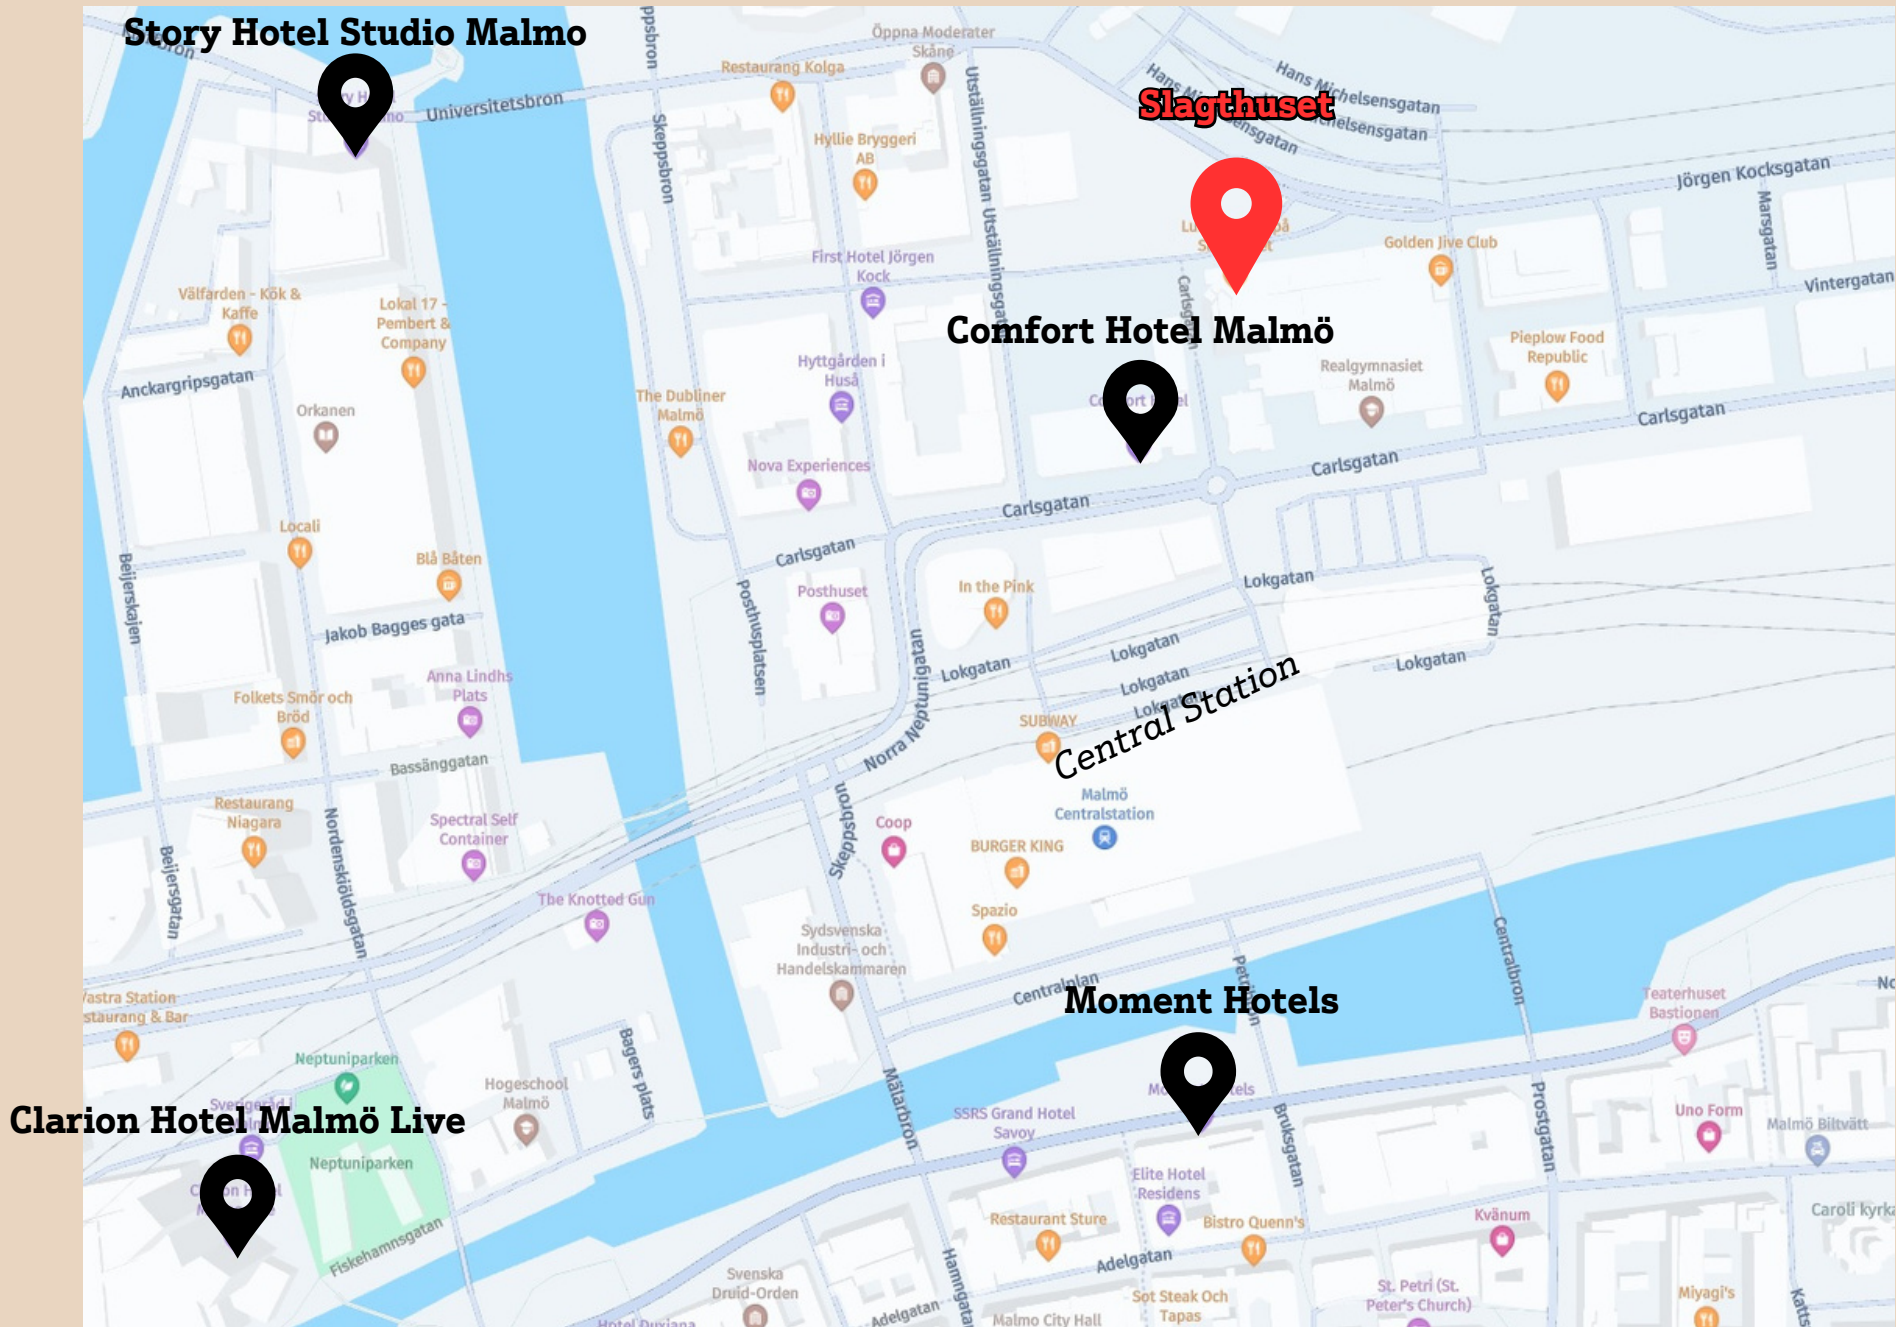 Story Hotel Studio Malmo
Universitetsbron
Skeppsbron
Restaurang Kolga
Öppna Moderater
Skåne
Hyllie Bryggeri
AB
Utställningsgatan
Utställningsgatan
Hans Michelsensgatan
Slagthuset
Jörgen Kocksgatan
Marsgatan
Vintergatan
First Hotel Jörgen
Kock
Golden Jive Club
Välfärden - Kök &
Kaffe
Lokal 17 -
Pembert &
Company
Anckargripsgatan
Orkanen
The Dubliner
Malmö
Hyttgården i
Huså
Nova Experiences
Comfort Hotel Malmö
Carlsgatan
Realgymnasiet
Malmö
Pieplow Food
Republic
Carlsgatan
Carlsgatan
Carlsgatan
Carlsgatan
Locali
Blå Båten
Beijerskajen
Jakob Bagges gata
Posthusplatsen
Posthuset
In the Pink
Lokgatan
Lokgatan
Lokgatan
Lokgatan
Lokgatan
Lokgatan
Lokgatan
Norra Neptunigatan
Anna Lindhs
Plats
Folkets Smör och
Bröd
Bassänggatan
SUBWAY
Central Station
Malmö
Centralstation
Restaurang
Niagara
Spectral Self
Container
Nordenskiöldsgatan
Beijersgatan
Skeppsbron
Coop
BURGER KING
Spazio
The Knotted Gun
Sydsvenska
Industri- och
Handelskammaren
Centralplan
Centralbron
Moment Hotels
Teaterhuset
Bastionen
Neptuniparken
Hogeschool
Malmö
Bagers plats
Mälarbron
Clarion Hotel Malmö Live
Neptuniparken
Fiskehamnsgatan
SSRS Grand Hotel
Savoy
Elite Hotel
Residens
Bruksgatan
Prostgatan
Uno Form
Malmö Biltvätt
Restaurant Sture
Bistro Quenn's
Kvänum
Caroli kyrka
Adelgatan
Adelgatan
Svenska
Druid-Orden
Malmo City Hall
Sot Steak Och
Tapas
St. Petri (St.
Peter's Church)
Miyagi's
Hotel Duxiana